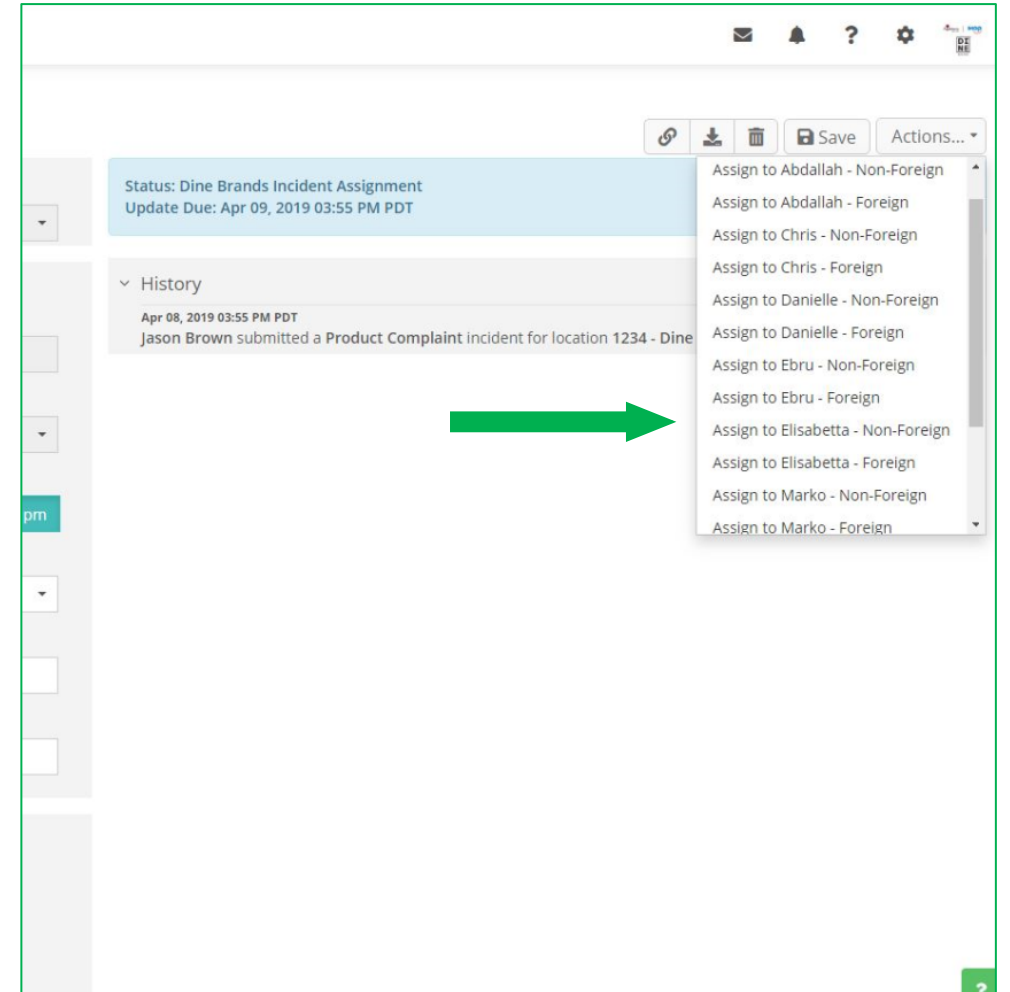 ?
DI
NE
Save
Actions...
Status: Dine Brands Incident Assignment
Update Due: Apr 09, 2019 03:55 PM PDT
History
Apr 08, 2019 03:55 PM PDT
Jason Brown submitted a Product Complaint incident for location 1234 - Dine
Assign to Abdallah - Non-Foreign
Assign to Abdallah - Foreign
Assign to Chris - Non-Foreign
Assign to Chris - Foreign
Assign to Danielle - Non-Foreign
Assign to Danielle - Foreign
Assign to Ebru - Non-Foreign
Assign to Ebru - Foreign
Assign to Elisabetta - Non-Foreign
Assign to Elisabetta - Foreign
Assign to Marko - Non-Foreign
Assign to Marko - Foreign
pm
?